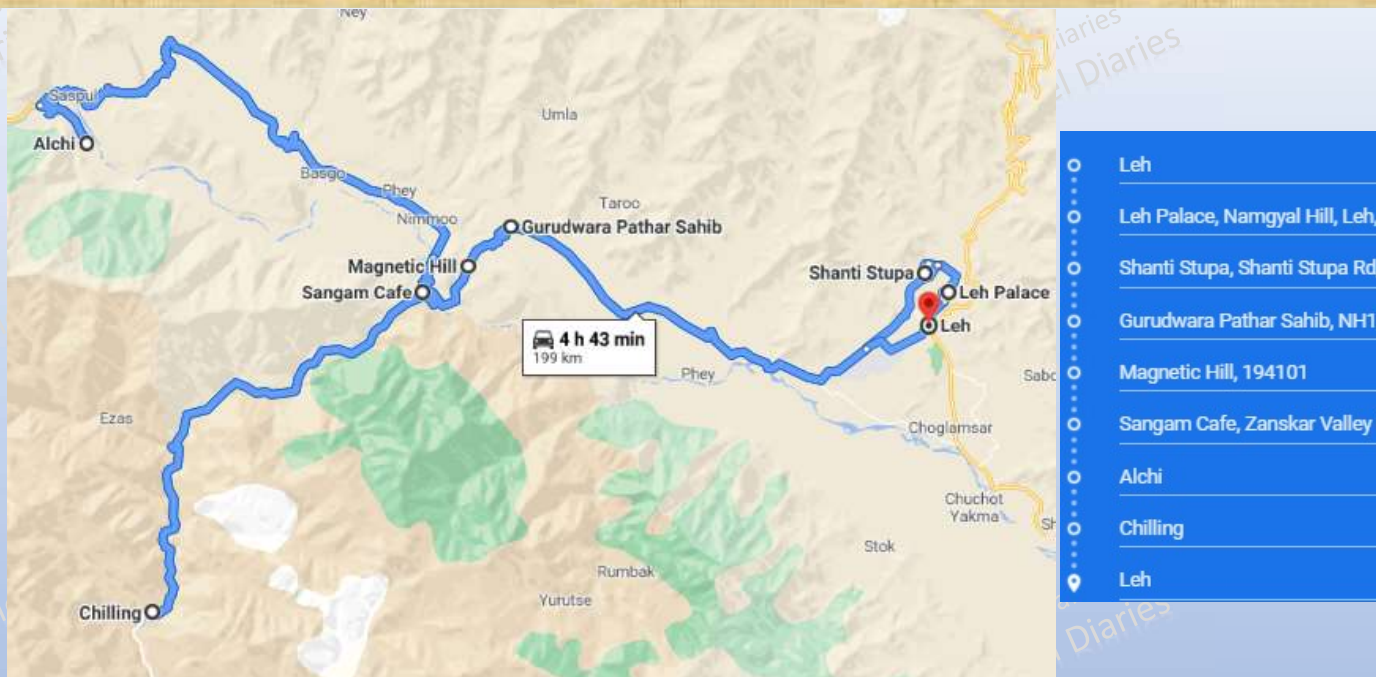 Ney
Saspul
Alchi
Umla
Basgo
Phey
Nimmoo
Taroo
Gurudwara Pathar Sahib
Magnetic Hill
Sangam Cafe
Shanti Stupa
Leh Palace
Leh
4 h 43 min
199 km
Phey
Sabo
Ezas
Choglamsar
Chuchot
Yakma
Stok
Rumbak
Yurutse
Chilling
Leh
Leh Palace, Namgyal Hill, Leh,
Shanti Stupa, Shanti Stupa Rd
Gurudwara Pathar Sahib, NH1
Magnetic Hill, 194101
Sangam Cafe, Zanskar Valley
Alchi
Chilling
Leh
Diaries
Diaries